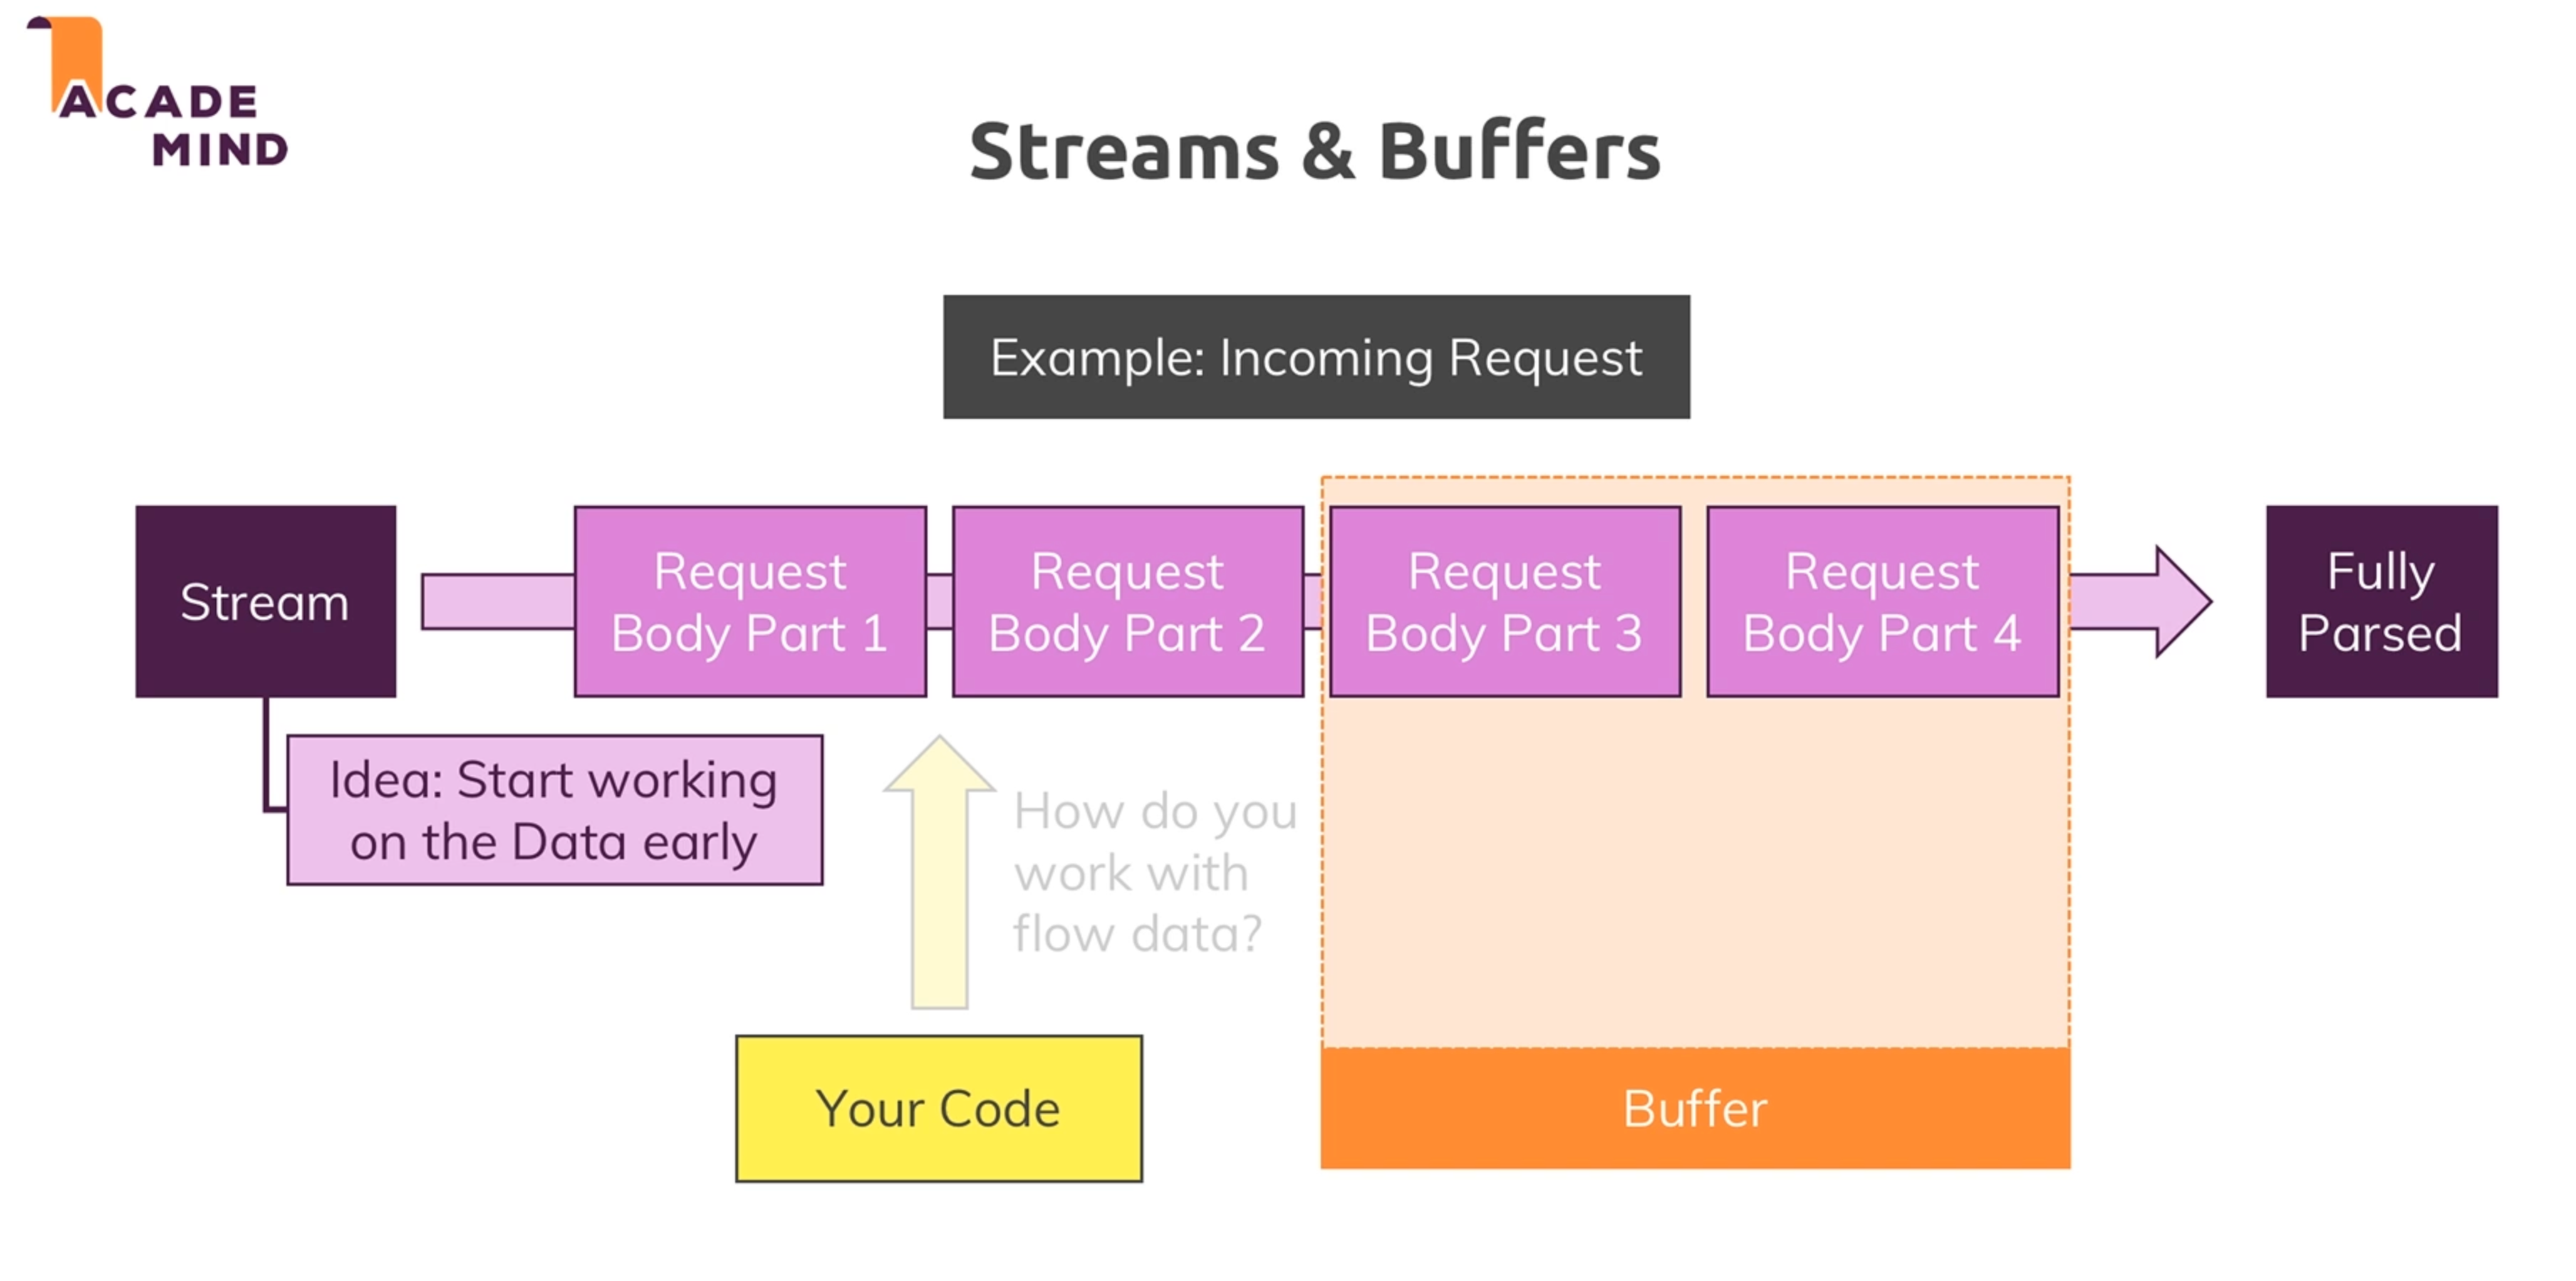 ACADE
MIND
Streams & Buffers
Example: Incoming Request
Stream
Request
Body Part 1
Request
Body Part 2
Request
Body Part 3
Request
Body Part 4
Fully
Parsed
Idea: Start working
on the Data early
How do you
work with
flow data?
Your Code
Buffer